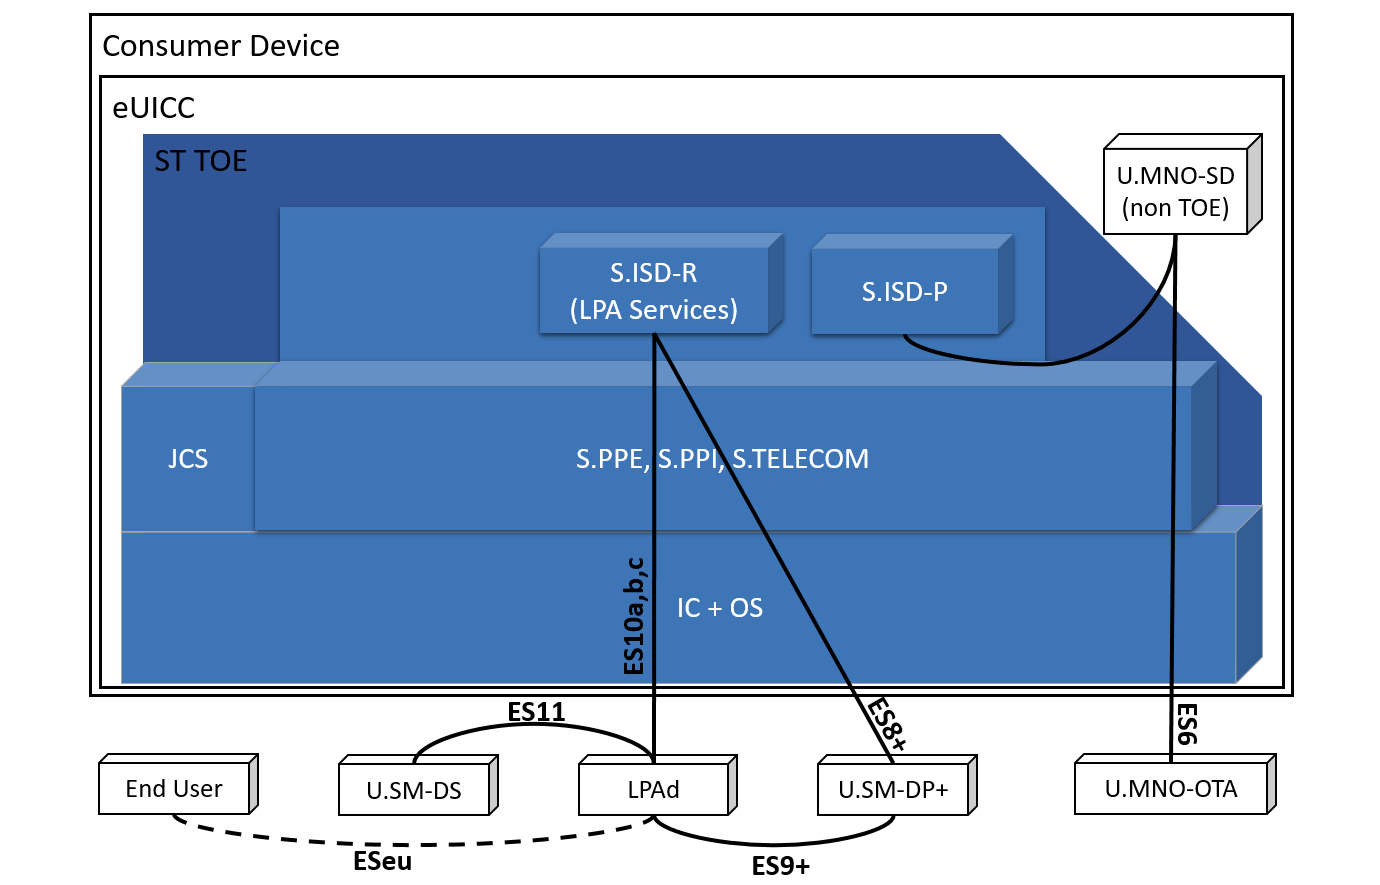 Consumer Device
eUICC
ST TOE
U.MNO-SD
(non TOE)
S.ISD-R
(LPA Services)
S.ISD-P
JCS
S.PPE, S.PPI, S.TELECOM
IC + OS
ES10a,b,c
ES11
ES8+
ES6
End User
U.SM-DS
LPAd
U.SM-DP+
U.MNO-OTA
ESeu
ES9+